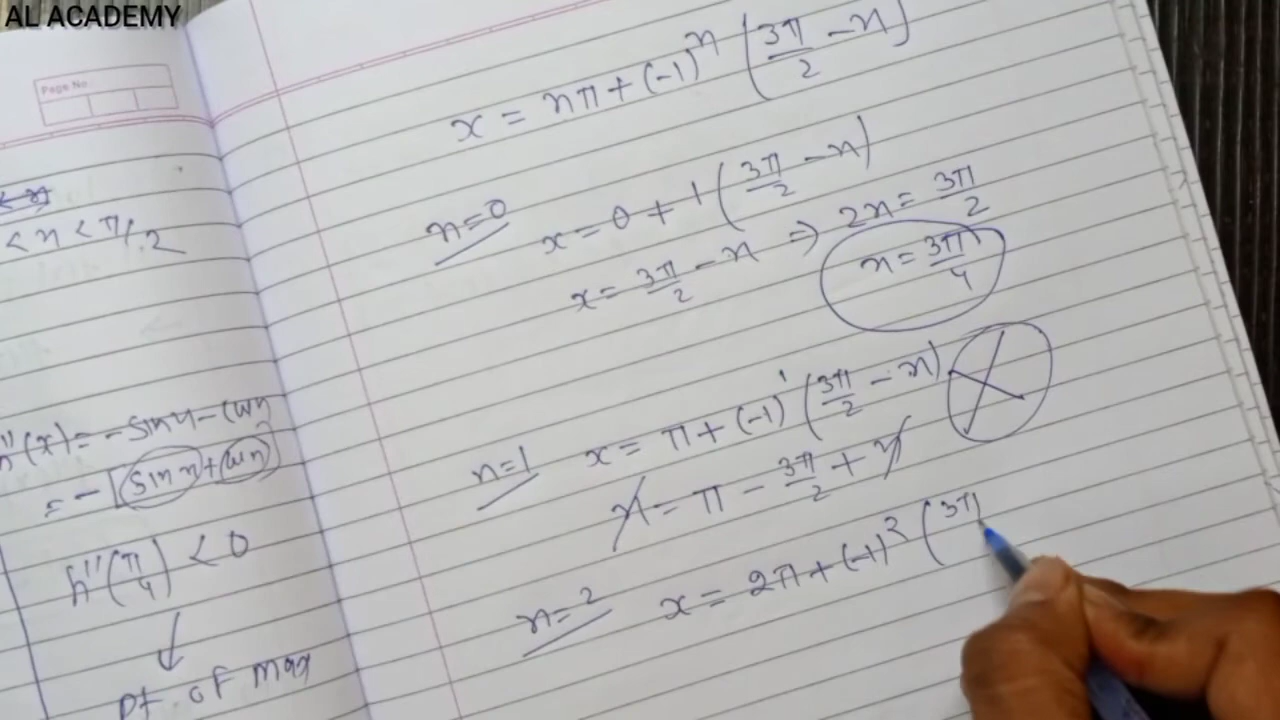 AL ACADEMY
Page No.
< x < π/2
h''(x) = - sin x - cos x
= - [sin x + cos x]
h''(π/4) < 0
↓
pt. of max
x = nπ + (-1)^n (3π/2 - x)
n=0 x = 0 + 1 (3π/2 - x)
x = 3π/2 - x ⇒ 2x = 3π/2
x = 3π/4
n=1 x = π + (-1)^1 (3π/2 - x)
x = π - 3π/2 + x
n=2 x = 2π + (-1)^2 (3π